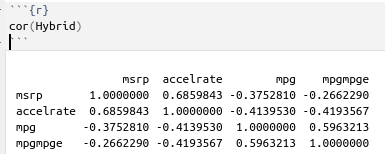 ```{r}
cor(Hybrid)
```
msrp accelrate mpg mpgmpge
msrp 1.0000000 0.6859843 -0.3752810 -0.2662290
accelrate 0.6859843 1.0000000 -0.4139530 -0.4193567
mpg -0.3752810 -0.4139530 1.0000000 0.5963213
mpgmpge -0.2662290 -0.4193567 0.5963213 1.0000000